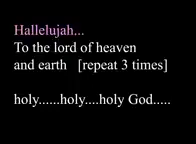 Hallelujah...
To the lord of heaven
and earth [repeat 3 times]
holy......holy....holy God.....